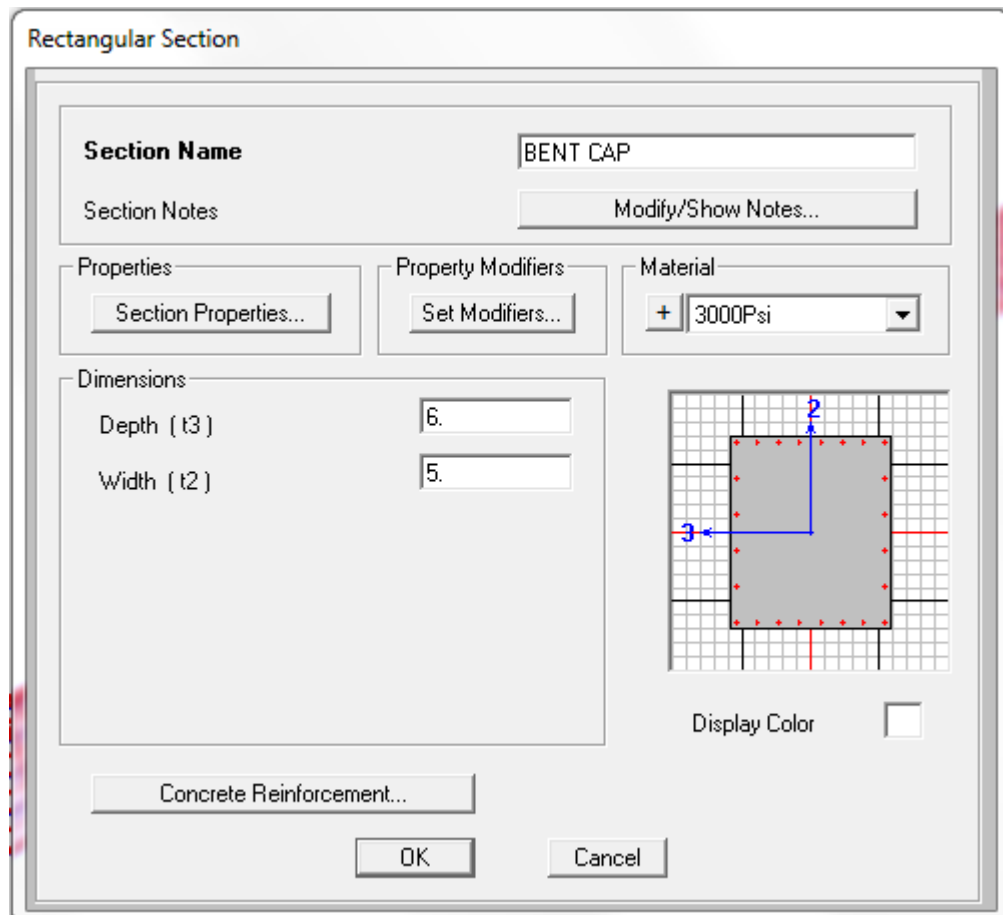 Rectangular Section
Section Name
BENT CAP
Section Notes
Modify/Show Notes...
Properties
Section Properties...
Property Modifiers
Set Modifiers...
Material
+
3000Psi
Dimensions
Depth ( t3 )
6.
Width ( t2 )
5.
2
3
Display Color
Concrete Reinforcement...
OK
Cancel